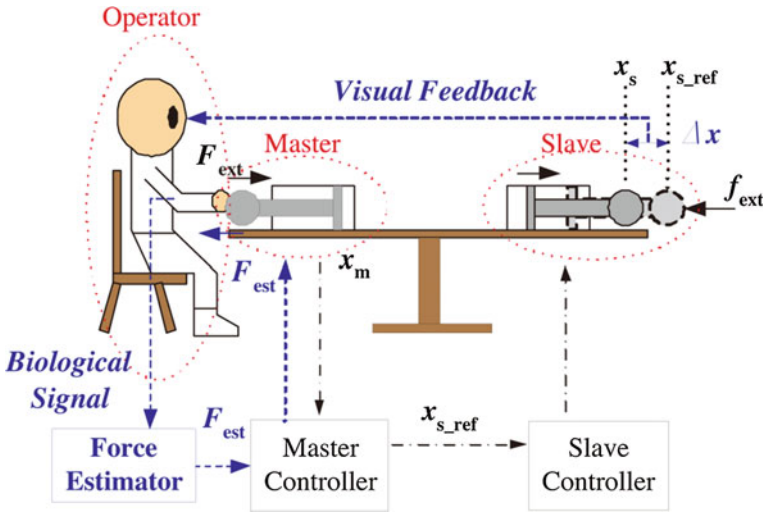 Operator
x_s
x_s_ref
Visual Feedback
Δx
Master
Slave
F_ext
f_ext
F_est
x_m
Biological
Signal
F_est
x_s_ref
Force
Estimator
Master
Controller
Slave
Controller